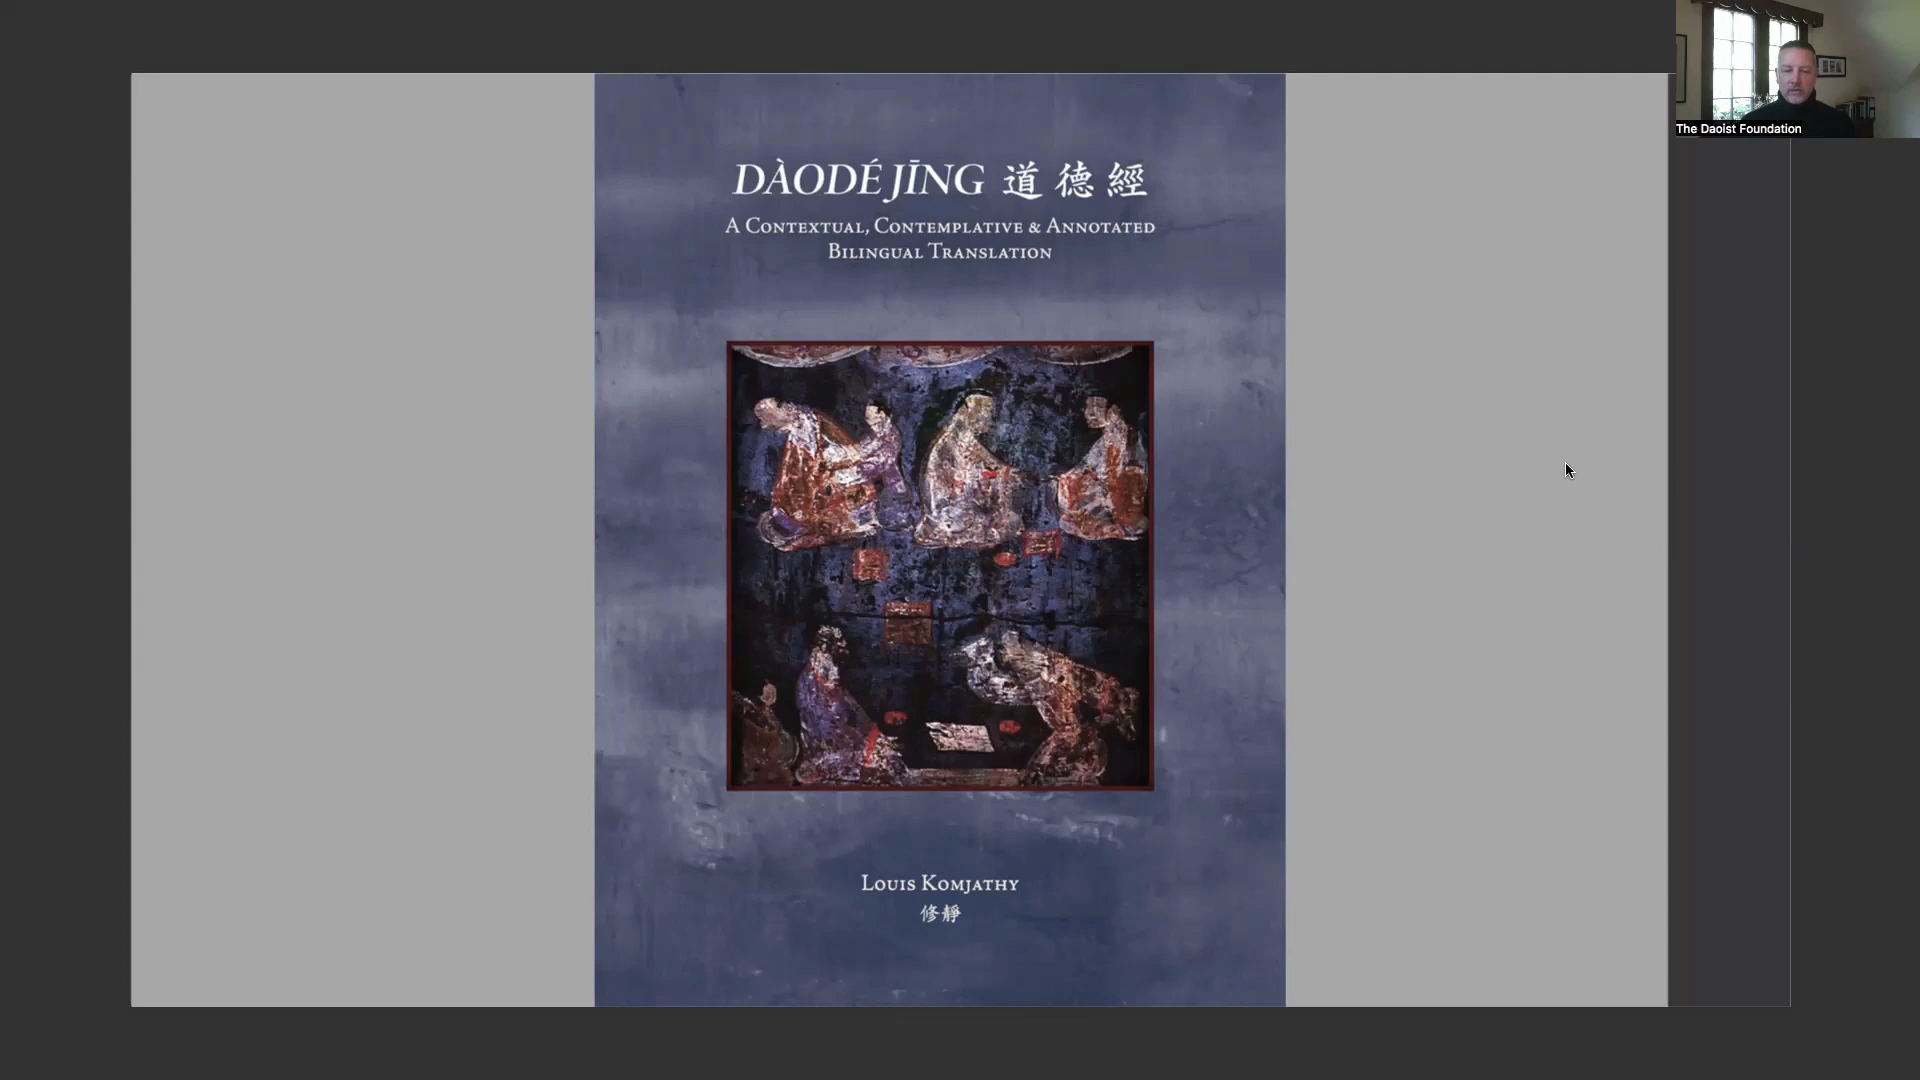 DÀODÉ JĪNG 道德經
A Contextual, Contemplative & Annotated
Bilingual Translation
Louis Komjathy
修靜
The Daoist Foundation